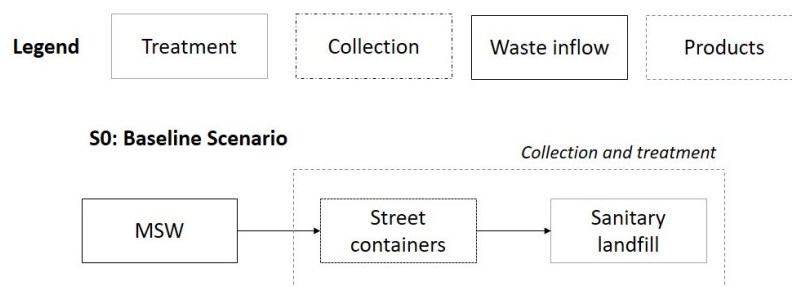 Legend
Treatment
Collection
Waste inflow
Products
S0: Baseline Scenario
Collection and treatment
MSW
Street
containers
Sanitary
landfill